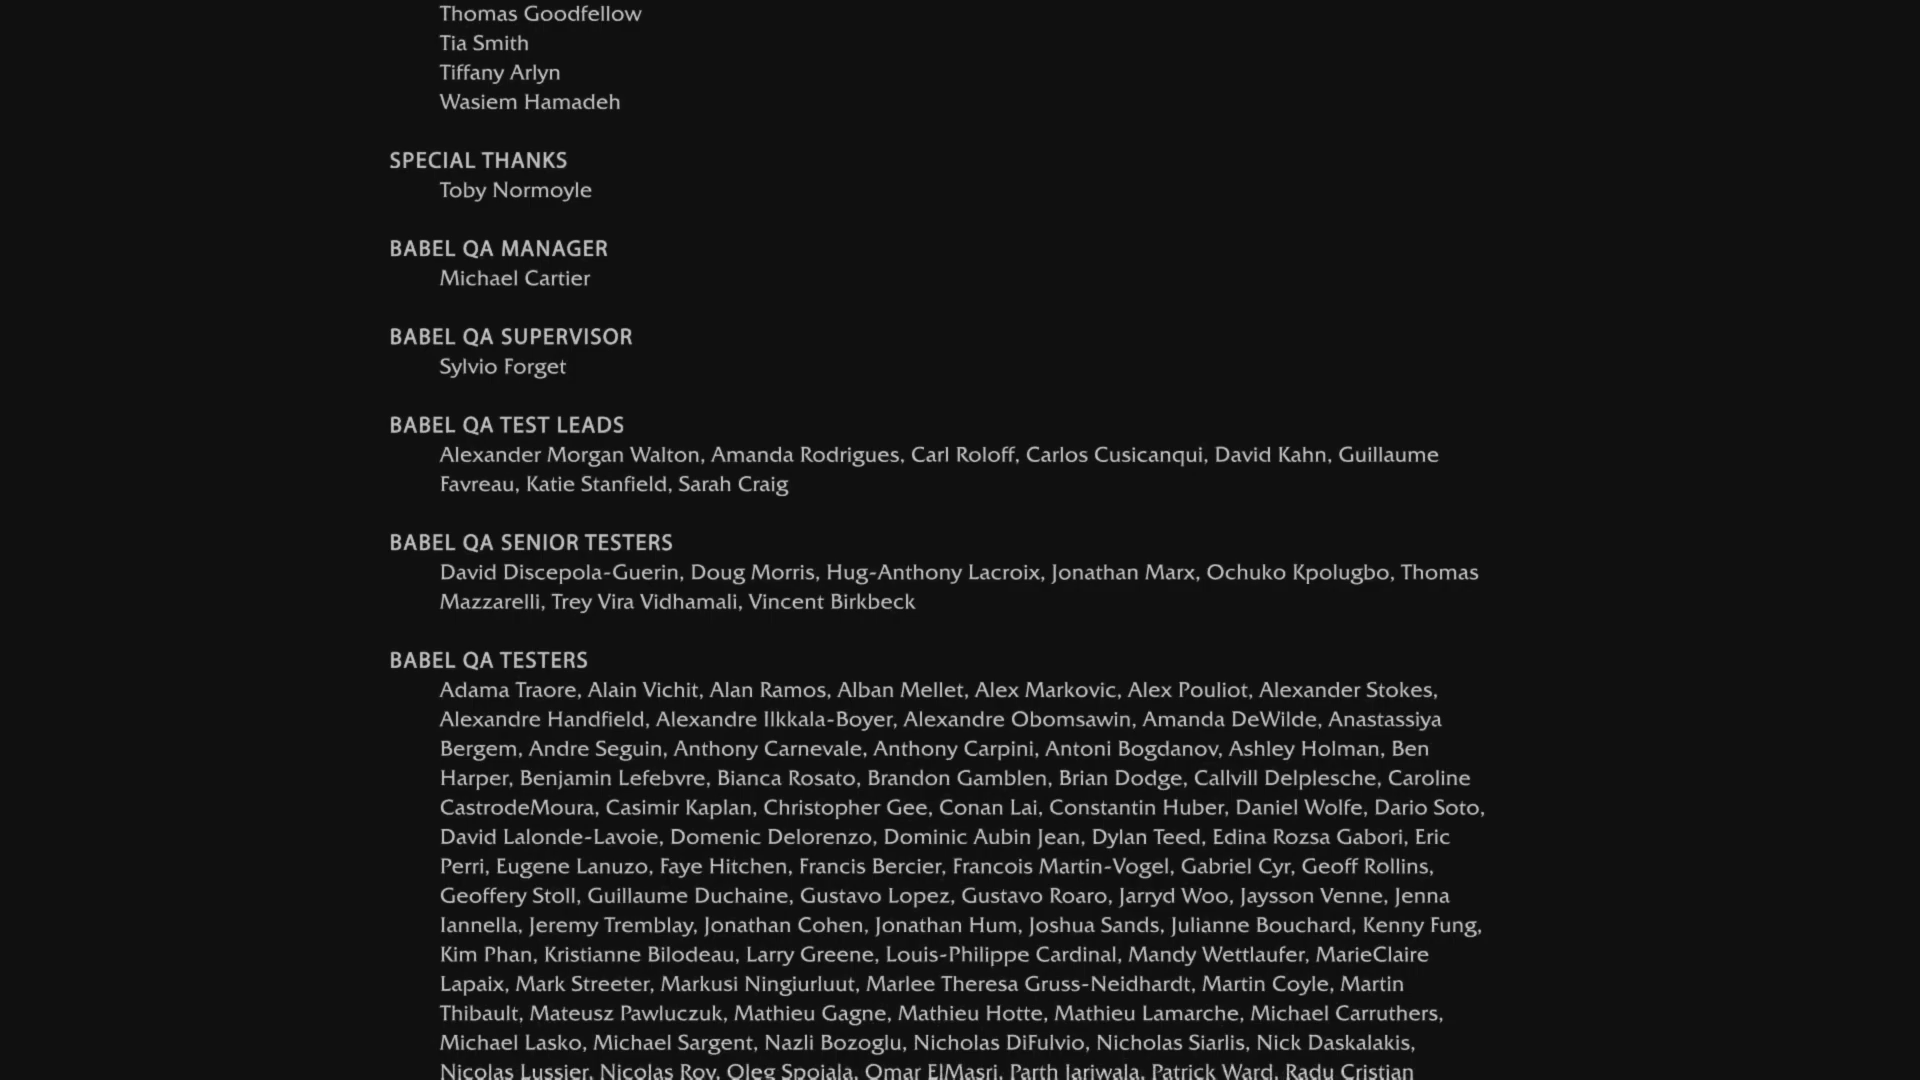 Thomas Goodfellow
Tia Smith
Tiffany Arlyn
Wasiem Hamadeh
SPECIAL THANKS
Toby Normoyle
BABEL QA MANAGER
Michael Cartier
BABEL QA SUPERVISOR
Sylvio Forget
BABEL QA TEST LEADS
Alexander Morgan Walton, Amanda Rodrigues, Carl Roloff, Carlos Cusicanqui, David Kahn, Guillaume
Favreau, Katie Stanfield, Sarah Craig
BABEL QA SENIOR TESTERS
David Discepola-Guerin, Doug Morris, Hug-Anthony Lacroix, Jonathan Marx, Ochuko Kpolugbo, Thomas
Mazzarelli, Trey Vira Vidhamali, Vincent Birkbeck
BABEL QA TESTERS
Adama Traore, Alain Vichit, Alan Ramos, Alban Mellet, Alex Markovic, Alex Pouliot, Alexander Stokes,
Alexandre Handfield, Alexandre Ilkkala-Boyer, Alexandre Obomsawin, Amanda DeWilde, Anastassiya
Bergem, Andre Seguin, Anthony Carnevale, Anthony Carpini, Antoni Bogdanov, Ashley Holman, Ben
Harper, Benjamin Lefebvre, Bianca Rosato, Brandon Gamblen, Brian Dodge, Callvill Delplesche, Caroline
CastrodeMoura, Casimir Kaplan, Christopher Gee, Conan Lai, Constantin Huber, Daniel Wolfe, Dario Soto,
David Lalonde-Lavoie, Domenic Delorenzo, Dominic Aubin Jean, Dylan Teed, Edina Rozsa Gabori, Eric
Perri, Eugene Lanuzo, Faye Hitchen, Francis Bercier, Francois Martin-Vogel, Gabriel Cyr, Geoff Rollins,
Geoffery Stoll, Guillaume Duchaine, Gustavo Lopez, Gustavo Roaro, Jarryd Woo, Jaysson Venne, Jenna
Iannella, Jeremy Tremblay, Jonathan Cohen, Jonathan Hum, Joshua Sands, Julianne Bouchard, Kenny Fung,
Kim Phan, Kristianne Bilodeau, Larry Greene, Louis-Philippe Cardinal, Mandy Wettlaufer, MarieClaire
Lapaix, Mark Streeter, Markusi Ningiurluut, Marlee Theresa Gruss-Neidhardt, Martin Coyle, Martin
Thibault, Mateusz Pawluczuk, Mathieu Gagne, Mathieu Hotte, Mathieu Lamarche, Michael Carruthers,
Michael Lasko, Michael Sargent, Nazli Bozoglu, Nicholas DiFulvio, Nicholas Siarlis, Nick Daskalakis,
Nicolas Lussier, Nicolas Roy, Oleg Spoiala, Omar ElMasri, Parth Jariwala, Patrick Ward, Radu Cristian